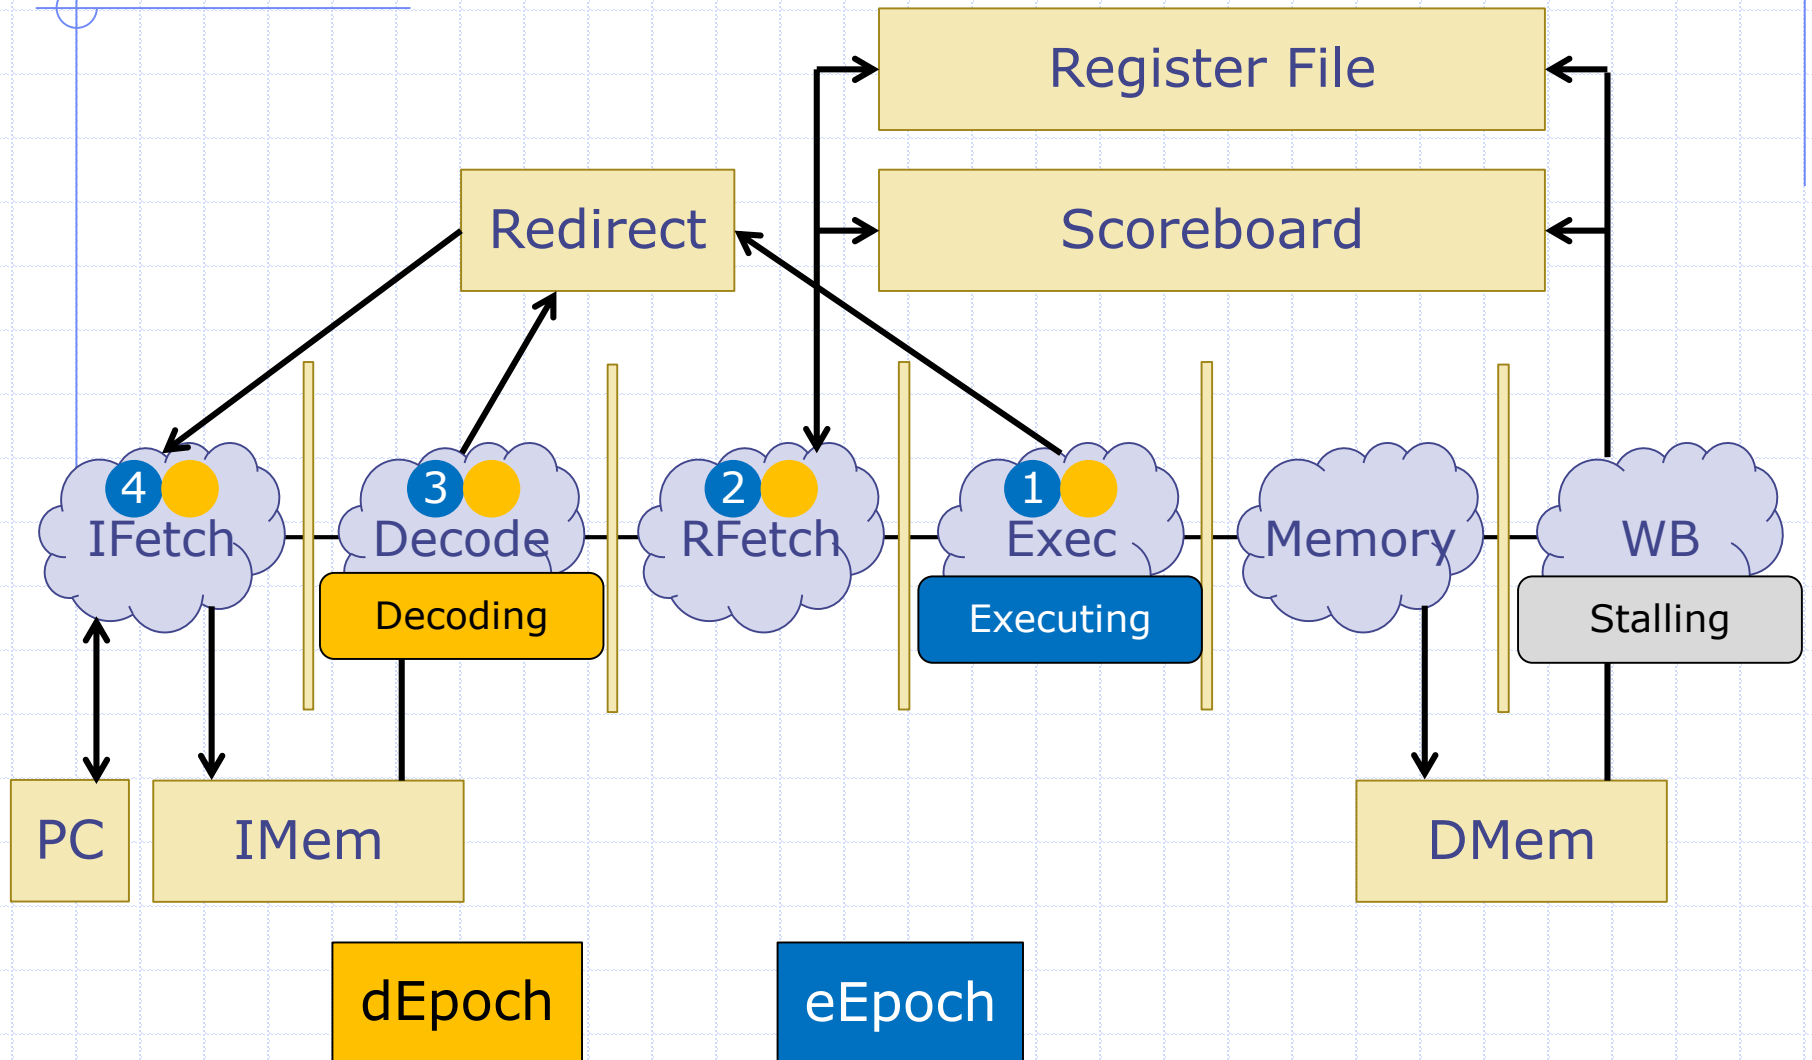 Register File
Redirect
Scoreboard
4
3
2
1
IFetch
Decode
RFetch
Exec
Memory
WB
Decoding
Executing
Stalling
PC
IMem
DMem
dEpoch
eEpoch